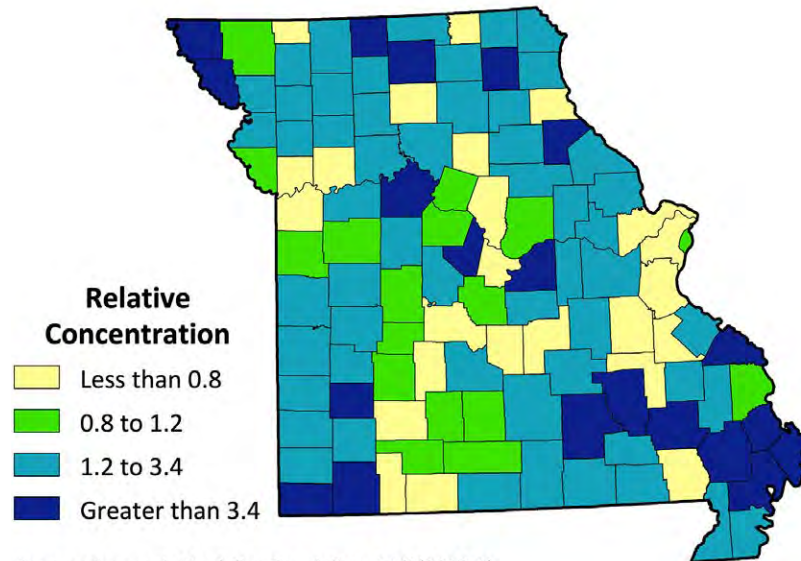 Relative
Concentration
Less than 0.8
0.8 to 1.2
1.2 to 3.4
Greater than 3.4